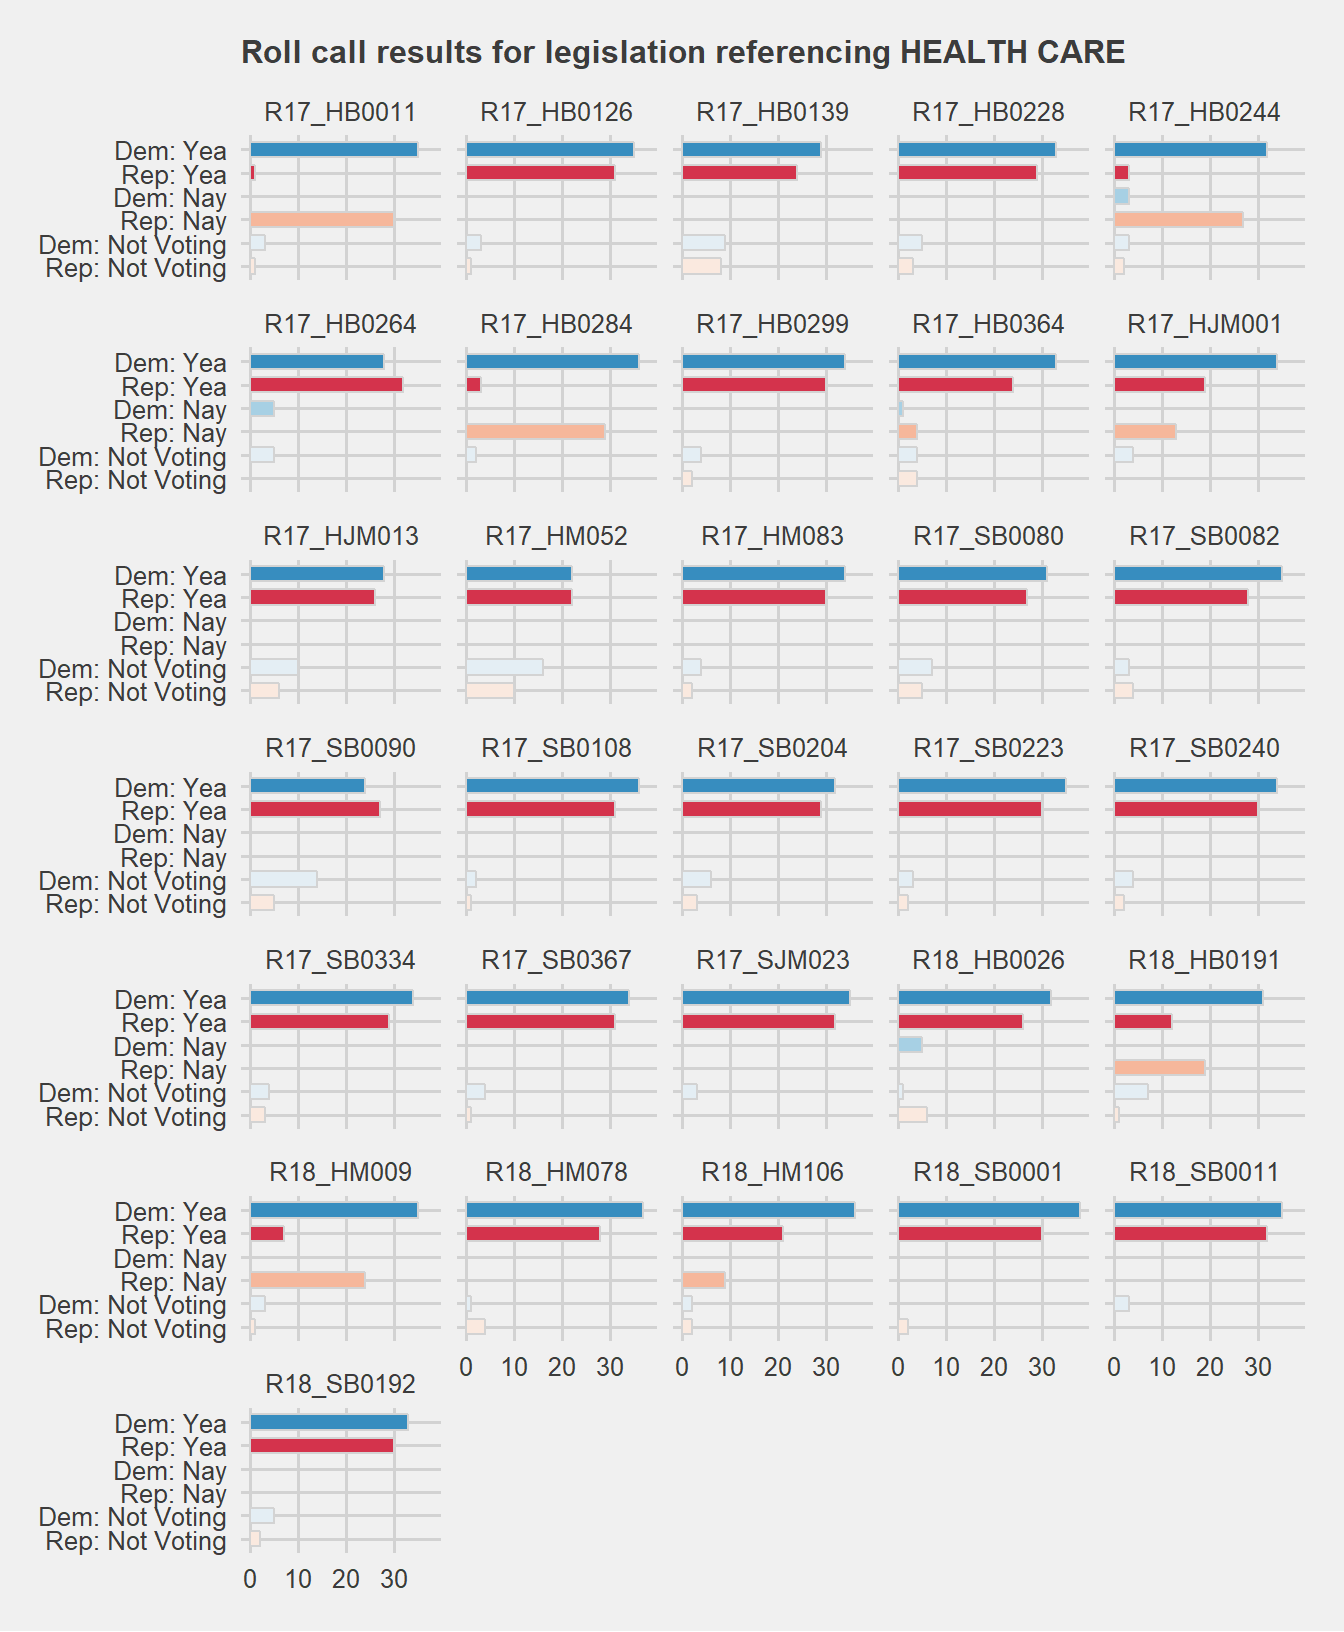 Roll call results for legislation referencing HEALTH CARE
R17_HB0011 R17_HB0126 R17_HB0139 R17_HB0228 R17_HB0244
Dem: Yea
Rep: Yea
Dem: Nay
Rep: Nay
Dem: Not Voting
Rep: Not Voting
R17_HB0264 R17_HB0284 R17_HB0299 R17_HB0364 R17_HJM001
Dem: Yea
Rep: Yea
Dem: Nay
Rep: Nay
Dem: Not Voting
Rep: Not Voting
R17_HJM013 R17_HM052 R17_HM083 R17_SB0080 R17_SB0082
Dem: Yea
Rep: Yea
Dem: Nay
Rep: Nay
Dem: Not Voting
Rep: Not Voting
R17_SB0090 R17_SB0108 R17_SB0204 R17_SB0223 R17_SB0240
Dem: Yea
Rep: Yea
Dem: Nay
Rep: Nay
Dem: Not Voting
Rep: Not Voting
R17_SB0334 R17_SB0367 R17_SJM023 R18_HB0026 R18_HB0191
Dem: Yea
Rep: Yea
Dem: Nay
Rep: Nay
Dem: Not Voting
Rep: Not Voting
R18_HM009 R18_HM078 R18_HM106 R18_SB0001 R18_SB0011
Dem: Yea
Rep: Yea
Dem: Nay
Rep: Nay
Dem: Not Voting
Rep: Not Voting
0 10 20 30 0 10 20 30 0 10 20 30 0 10 20 30
R18_SB0192
Dem: Yea
Rep: Yea
Dem: Nay
Rep: Nay
Dem: Not Voting
Rep: Not Voting
0 10 20 30